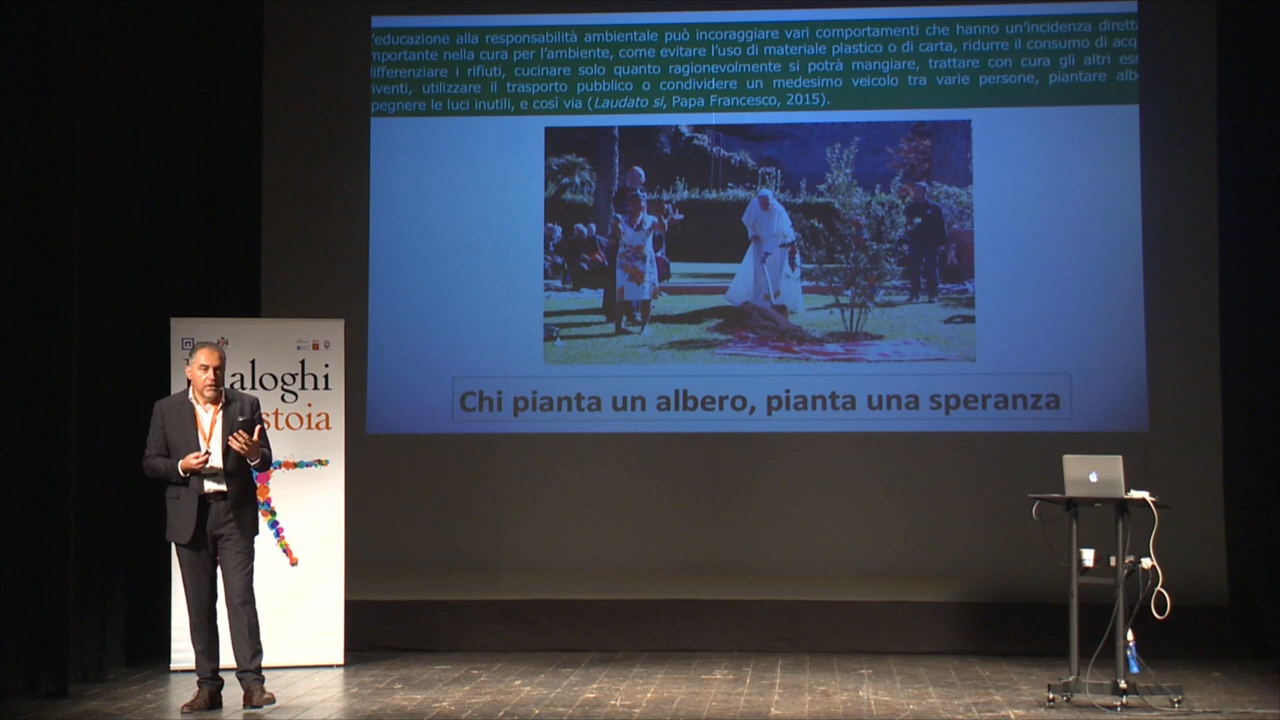 'educazione alla responsabilità ambientale può incoraggiare vari comportamenti che hanno un'incidenza dirett
mportante nella cura per l'ambiente, come evitare l'uso di materiale plastico o di carta, ridurre il consumo di acq
differenziare i rifiuti, cucinare solo quanto ragionevolmente si potrà mangiare, trattare con cura gli altri ess
iventi, utilizzare il trasporto pubblico o condividere un medesimo veicolo tra varie persone, piantare albe
pegnere le luci inutili, e così via (Laudato si, Papa Francesco, 2015).
Chi pianta un albero, pianta una speranza
aloghi
stoia